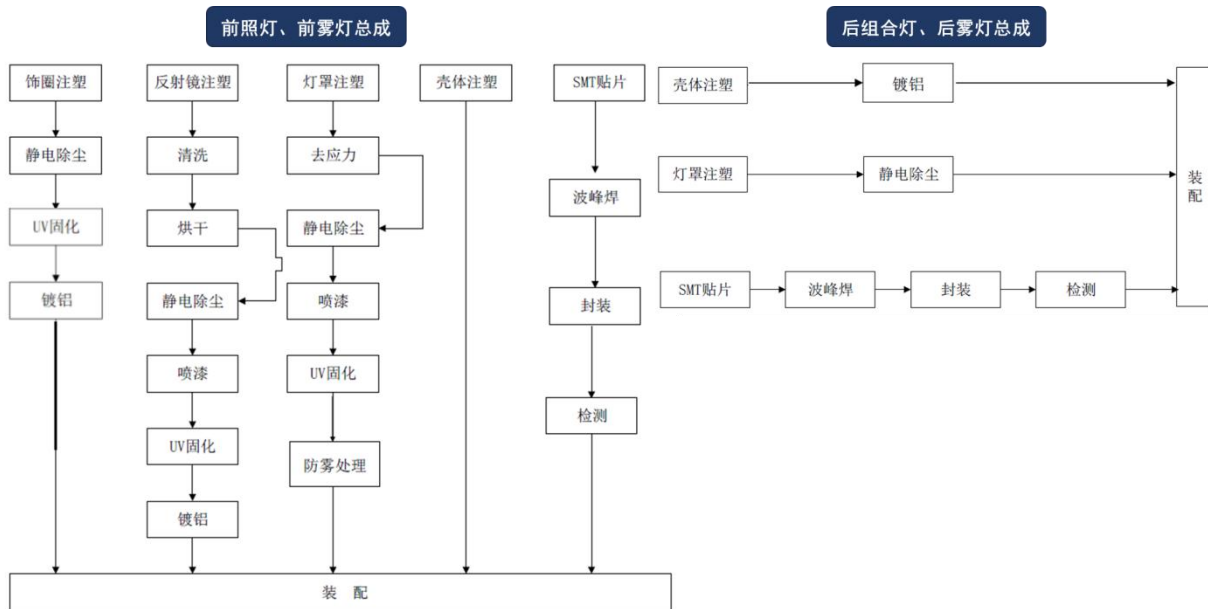 前照灯、前雾灯总成
饰圈注塑
静电除尘
UV固化
镀铝
反射镜注塑
清洗
烘干
静电除尘
喷漆
UV固化
镀铝
灯罩注塑
去应力
静电除尘
喷漆
UV固化
防雾处理
壳体注塑
SMT贴片
波峰焊
封装
检测
装 配
后组合灯、后雾灯总成
壳体注塑
镀铝
灯罩注塑
静电除尘
SMT贴片
波峰焊
封装
检测
装
配